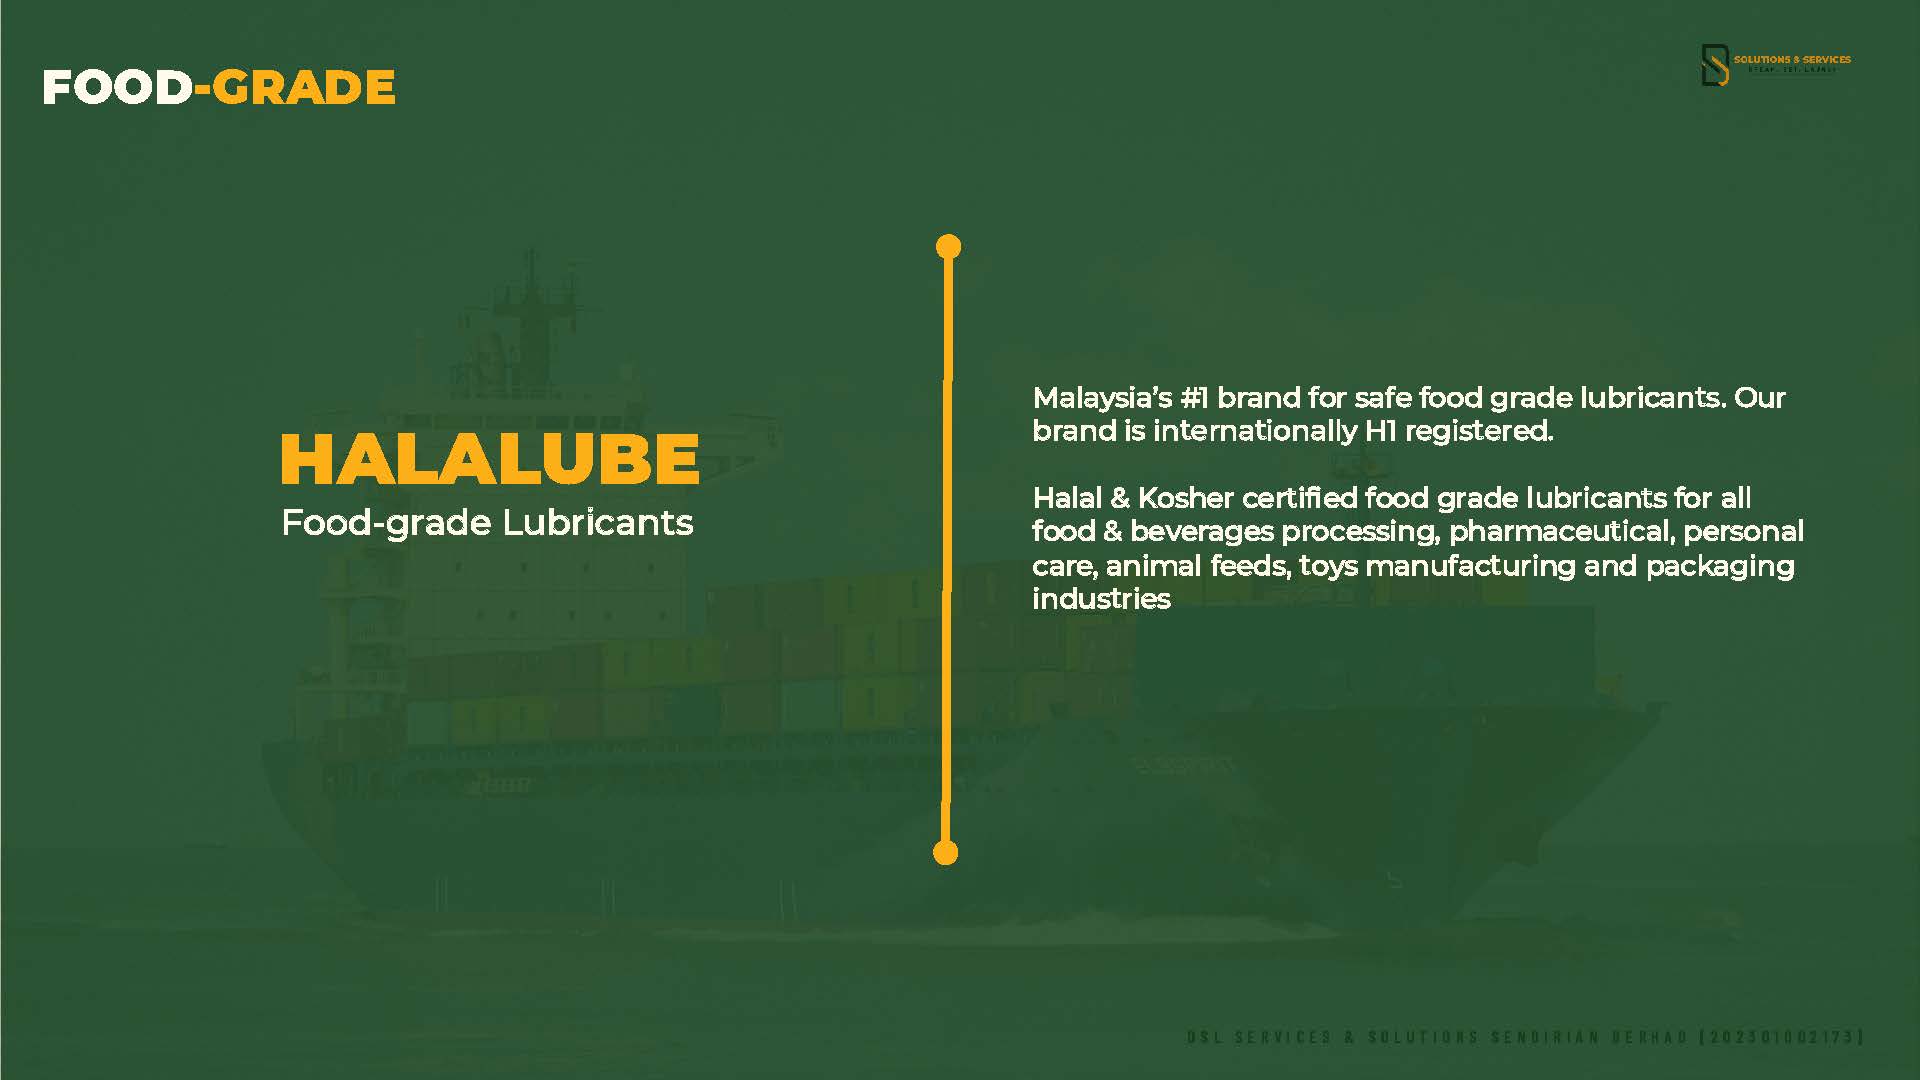 FOOD-GRADE
SOLUTIONS & SERVICES
HALALUBE
Food-grade Lubricants
Malaysia’s #1 brand for safe food grade lubricants. Our
brand is internationally H1 registered.
Halal & Kosher certified food grade lubricants for all
food & beverages processing, pharmaceutical, personal
care, animal feeds, toys manufacturing and packaging
industries
DSL SERVICES & SOLUTIONS SENDIRIAN BERHAD [202301002173]